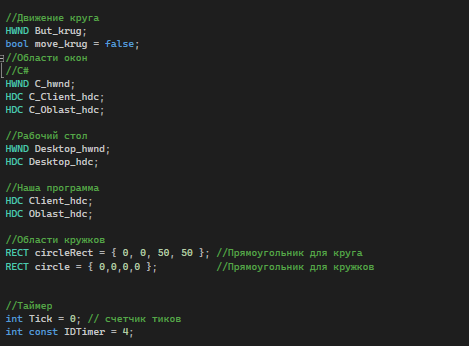 //Движение круга
HWND But_krug;
bool move_krug = false;
//Области окон
//C#
HWND C_hwnd;
HDC C_Client_hdc;
HDC C_Oblast_hdc;
//Рабочий стол
HWND Desktop_hwnd;
HDC Desktop_hdc;
//Наша программа
HDC Client_hdc;
HDC Oblast_hdc;
//Области кружков
RECT circleRect = { 0, 0, 50, 50 }; //Прямоугольник для круга
RECT circle = { 0,0,0,0 }; //Прямоугольник для кружков
//Таймер
int Tick = 0; // счетчик тиков
int const IDTimer = 4;